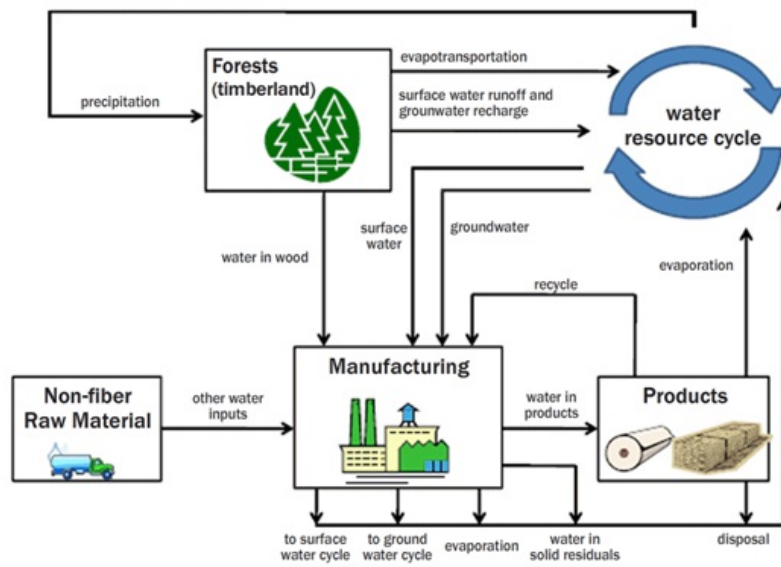 Forests
(timberland)
evapotransportation
precipitation
surface water runoff and
grounwater recharge
water
resource cycle
surface
water
groundwater
water in wood
evaporation
recycle
Manufacturing
Non-fiber
Raw Material
other water
inputs
water in
products
Products
to surface
water cycle
to ground
water cycle
evaporation
water in
solid residuals
disposal